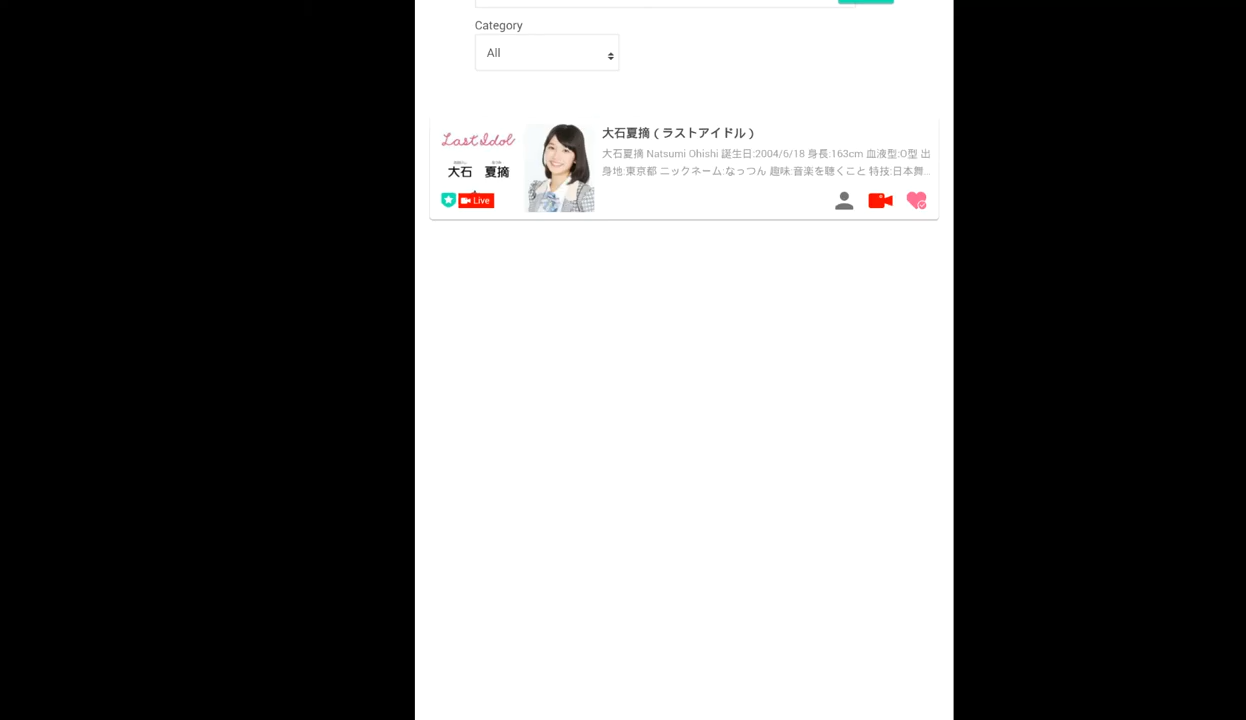 Category
All
Last Idol
大石 夏摘
Live
大石夏摘（ラストアイドル）
大石夏摘 Natsumi Ohishi 誕生日:2004/6/18 身長:163cm 血液型:O型 出
身地:東京都 ニックネーム:なっつん 趣味:音楽を聴くこと 特技:日本舞...